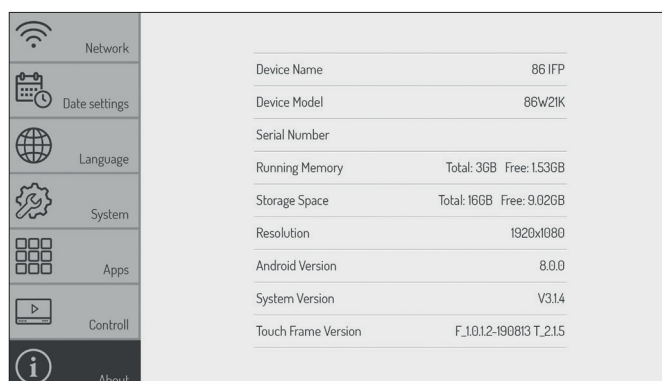 Network
Date settings
Language
System
Apps
Controll
About
Device Name 86 IFP
Device Model 86W21K
Serial Number
Running Memory Total: 3GB Free: 1.53GB
Storage Space Total: 16GB Free: 9.02GB
Resolution 1920x1080
Android Version 8.0.0
System Version V3.1.4
Touch Frame Version F_1.0.1.2-190813 T_2.1.5